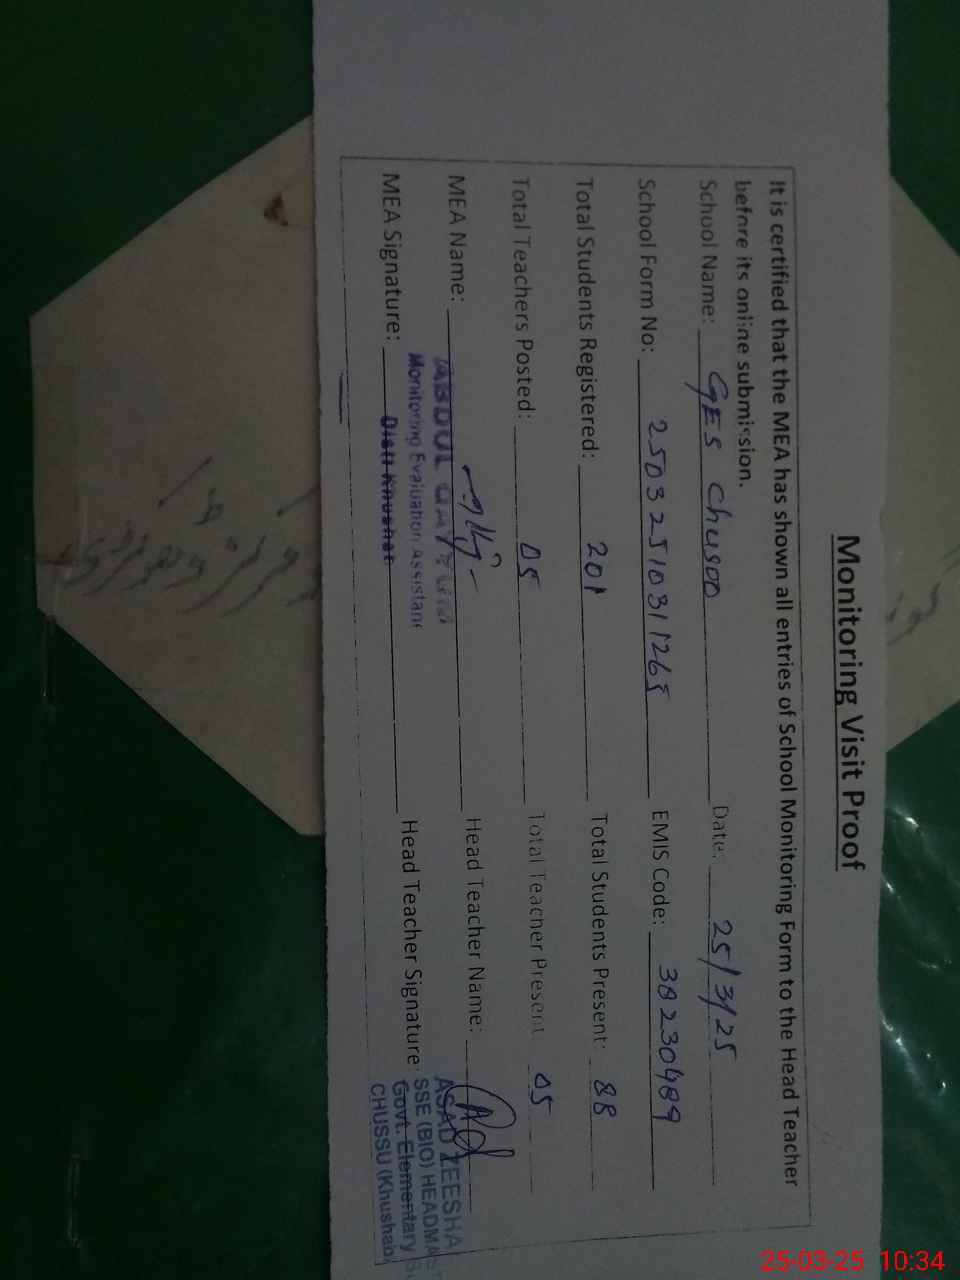 Monitoring Visit Proof
It is certified that the MEA has shown all entries of School Monitoring Form to the Head Teacher
before its online submission.
School Name: GES Chusoo Date: 25/3/25
School Form No: 25032510311265 EMIS Code: 38230489
Total Students Registered: 201 Total Students Present: 88
Total Teachers Posted: 05 Total Teacher Present 05
MEA Name: ABDUL Head Teacher Name:
Monitoring Evaluation Assistant
MEA Signature: Distt Khushab Head Teacher Signature:
ASAD ZEESHA
SSE (BIO) HEADMAST
Govt. Elementary
CHUSSU (Khushab)
25-03-25 10:34